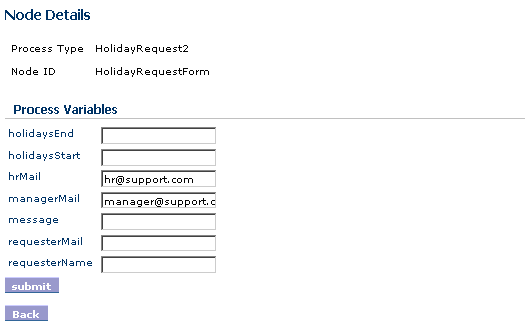 Node Details
Process Type HolidayRequest2
Node ID HolidayRequestForm
Process Variables
holidaysEnd
holidaysStart
hrMail hr@support.com
managerMail manager@support.c
message
requesterMail
requesterName
submit
Back